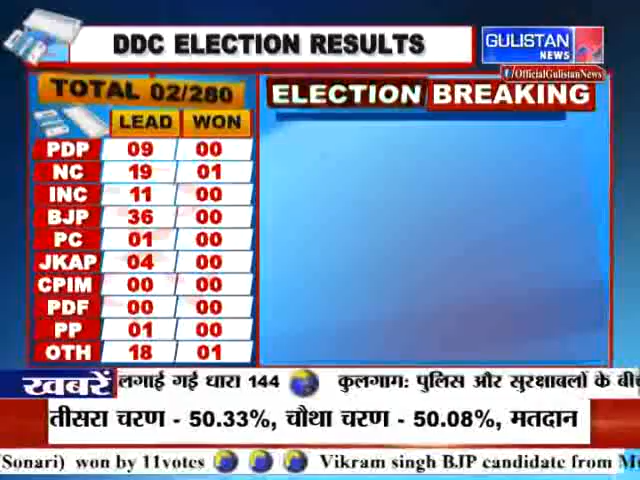 DDC ELECTION RESULTS
GULISTAN
NEWS
/OfficialGulistanNews
TOTAL 02/280
ELECTION BREAKING
LEAD WON
PDP 09 00
NC 19 01
INC 11 00
BJP 36 00
PC 01 00
JKAP 04 00
CPIM 00 00
PDF 00 00
PP 01 00
OTH 18 01
खबरें लगाई गई धारा 144 कुलगाम: पुलिस और सुरक्षाबलों के
तीसरा चरण - 50.33%, चौथा चरण - 50.08%, मतदान
(Sonari) won by 11votes Vikram singh BJP candidate from